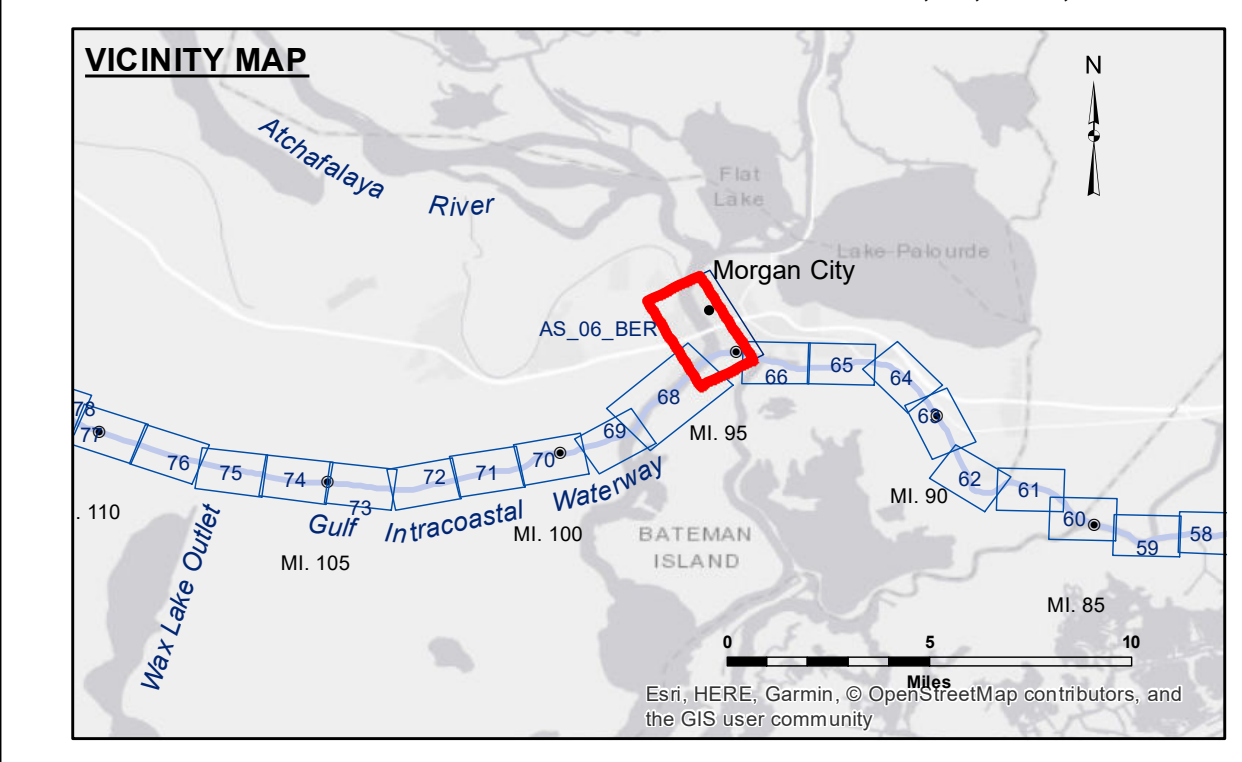 VICINITY MAP
N
Atchafalaya
River
Flat
Lake
Lake Palourde
Morgan City
AS_06_BER
66
65
64
63
68
MI. 95
78
77
69
76
75
74
73
72
71
70
62
61
60
59
58
MI. 90
. 110
Wax Lake Outlet
Gulf Intracoastal Waterway
MI. 105
MI. 100
BATEMAN
ISLAND
MI. 85
0 5 10
Miles
Esri, HERE, Garmin, © OpenStreetMap contributors, and
the GIS user community